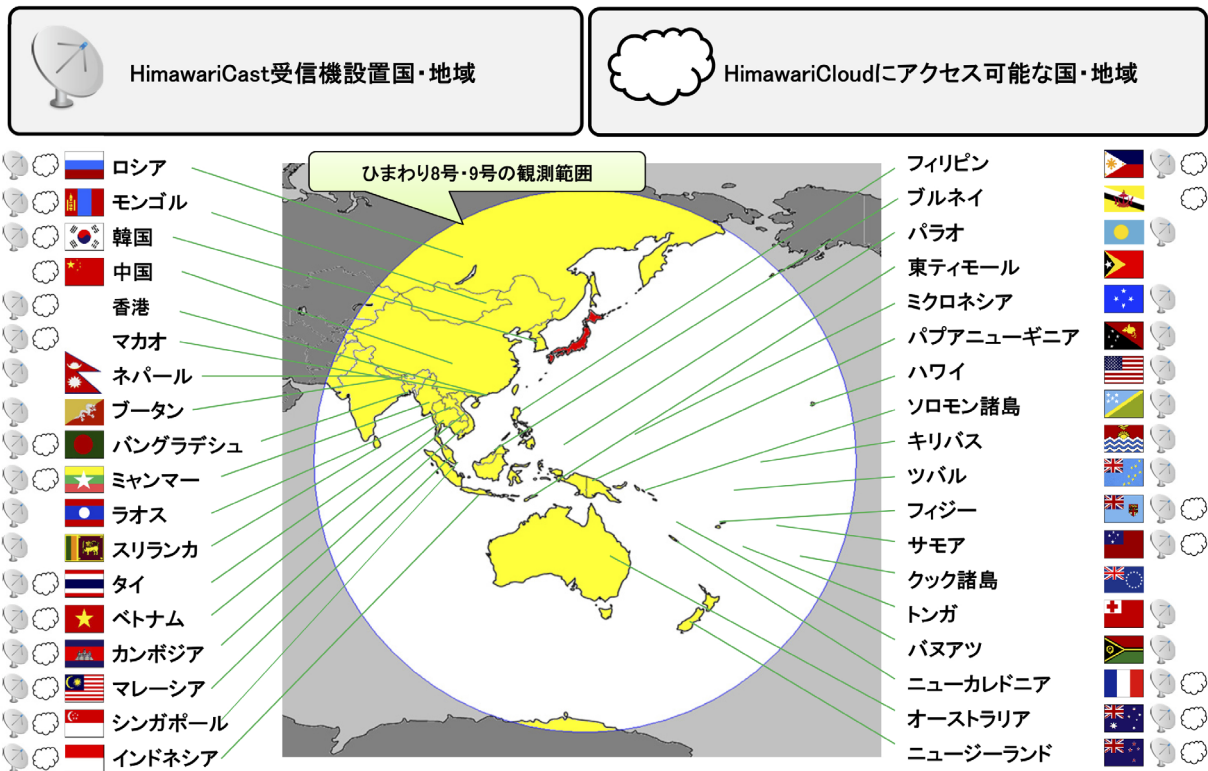 HimawariCast受信機設置国・地域
HimawariCloudにアクセス可能な国・地域
ひまわり8号・9号の観測範囲
ロシア
モンゴル
韓国
中国
香港
マカオ
ネパール
ブータン
バングラデシュ
ミャンマー
ラオス
スリランカ
タイ
ベトナム
カンボジア
マレーシア
シンガポール
インドネシア
フィリピン
ブルネイ
パラオ
東ティモール
ミクロネシア
パプアニューギニア
ハワイ
ソロモン諸島
キリバス
ツバル
フィジー
サモア
クック諸島
トンガ
バヌアツ
ニューカレドニア
オーストラリア
ニュージーランド